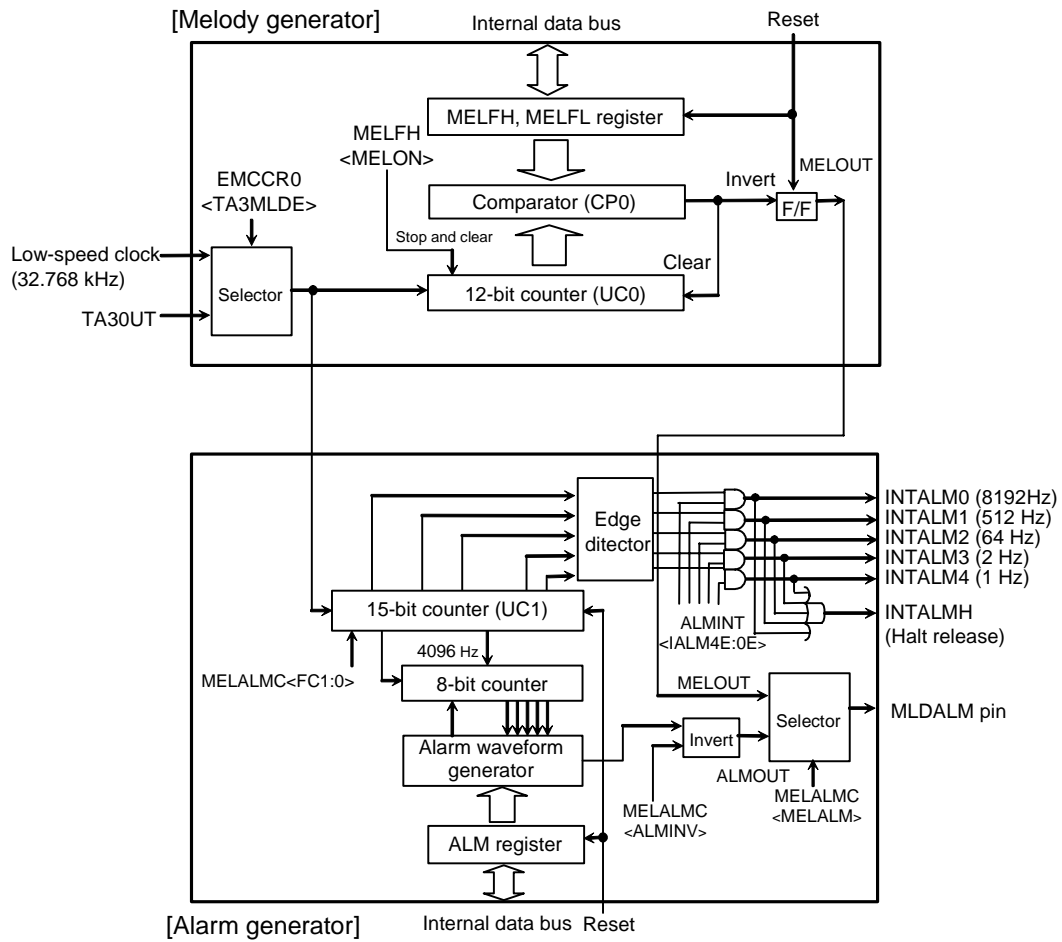 [Melody generator]
Internal data bus
Reset
MELFH, MELFL register
MELFH
<MELON>
MELOUT
Invert
EMCCR0
<TA3MLDE>
Comparator (CP0)
F/F
Stop and clear
Low-speed clock
(32.768 kHz)
Clear
Selector
12-bit counter (UC0)
TA30UT
Edge
ditector
INTALM0 (8192Hz)
INTALM1 (512 Hz)
INTALM2 (64 Hz)
INTALM3 (2 Hz)
INTALM4 (1 Hz)
15-bit counter (UC1)
ALMINT
<IALM4E:0E>
INTALMH
(Halt release)
4096 Hz
MELALMC<FC1:0>
8-bit counter
MELOUT
Selector
MLDALM pin
Alarm waveform
generator
Invert
ALMOUT
MELALMC
<ALMINV>
MELALMC
<MELALM>
ALM register
[Alarm generator]
Internal data bus
Reset